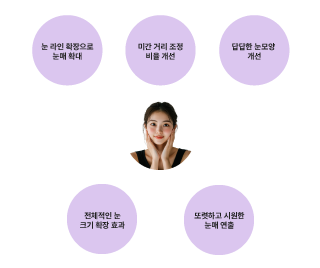 눈 라인 확장으로
눈매 확대
미간 거리 조정
비율 개선
답답한 눈모양
개선
전체적인 눈
크기 확장 효과
또렷하고 시원한
눈매 연출